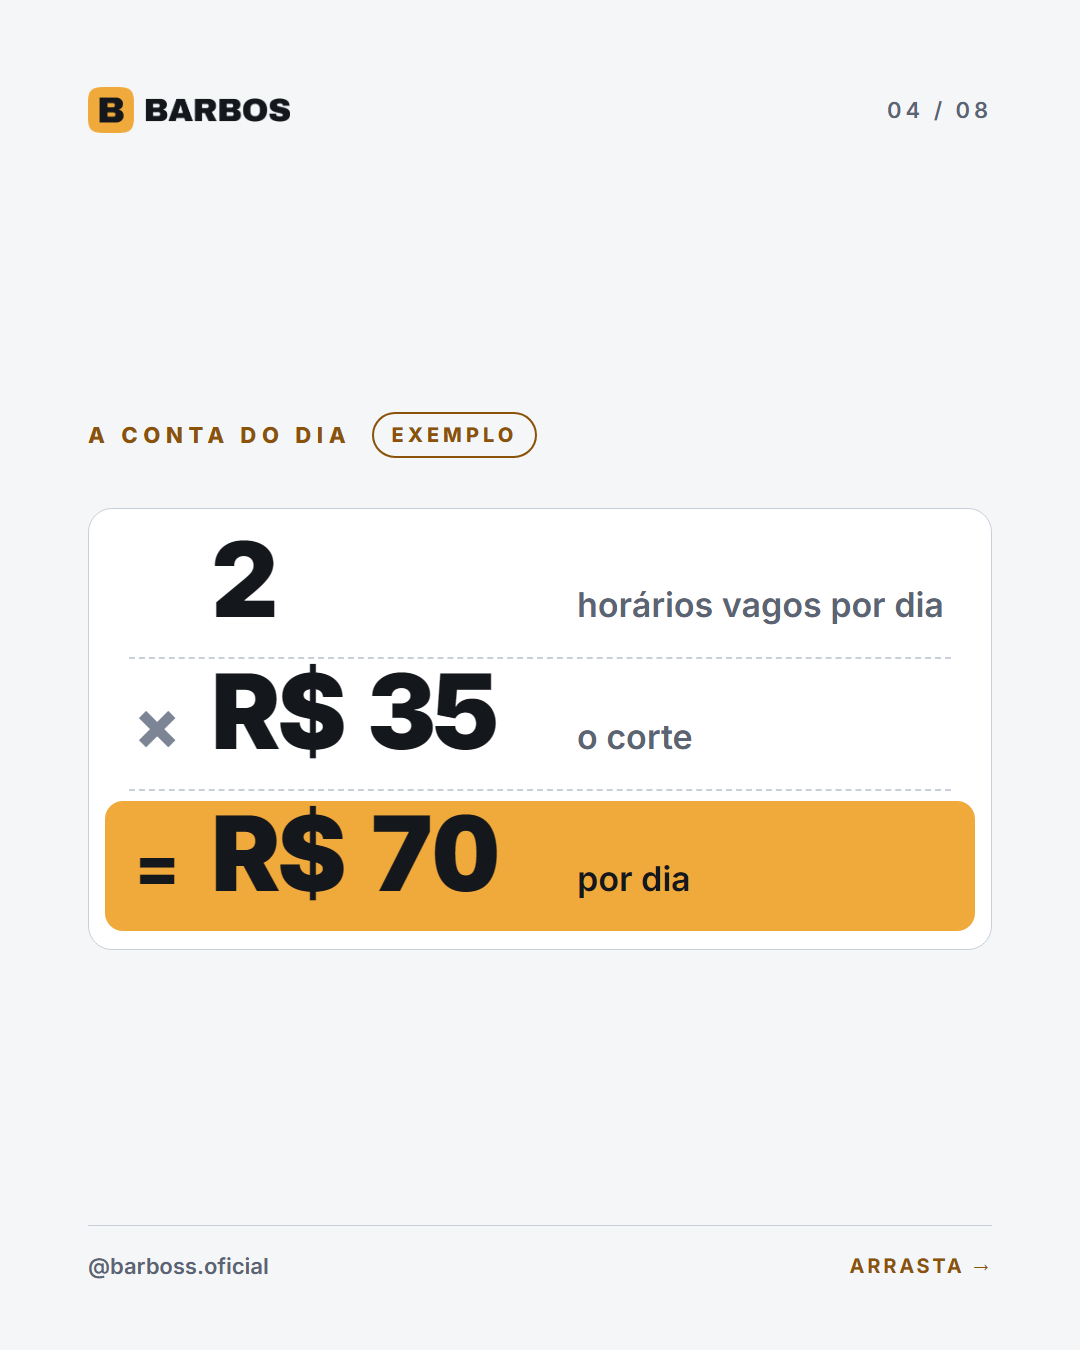 B BARBOS
04 / 08
A CONTA DO DIA EXEMPLO
2 horários vagos por dia
× R$ 35 o corte
= R$ 70 por dia
@barboss.oficial
ARRASTA →